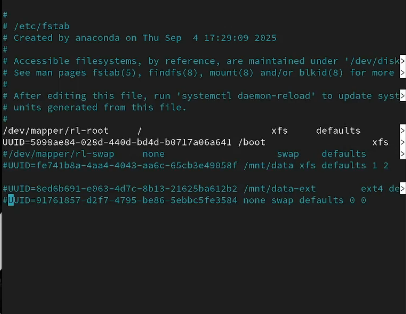 #
# /etc/fstab
# Created by anaconda on Thu Sep  4 17:29:09 2025
#
# Accessible filesystems, by reference, are maintained under '/dev/disk>
# See man pages fstab(5), findfs(8), mount(8) and/or blkid(8) for more >
#
# After editing this file, run 'systemctl daemon-reload' to update syst>
# units generated from this file.
#
/dev/mapper/rl-root     /                       xfs     defaults       >
UUID=5098ae84-028d-440d-bd4d-b0717a06a641 /boot                   xfs  >
#/dev/mapper/rl-swap     none                    swap    defaults      >
#UUID=fe741b8a-4aa4-4043-aa6c-65cb3e49058f /mnt/data xfs defaults 1 2
#UUID=8ed6b691-e063-4d7c-8b13-21625ba612b2 /mnt/data-ext        ext4 de>
#UUID=91761857-d2f7-4795-be86-5ebbc5fe3584 none swap defaults 0 0